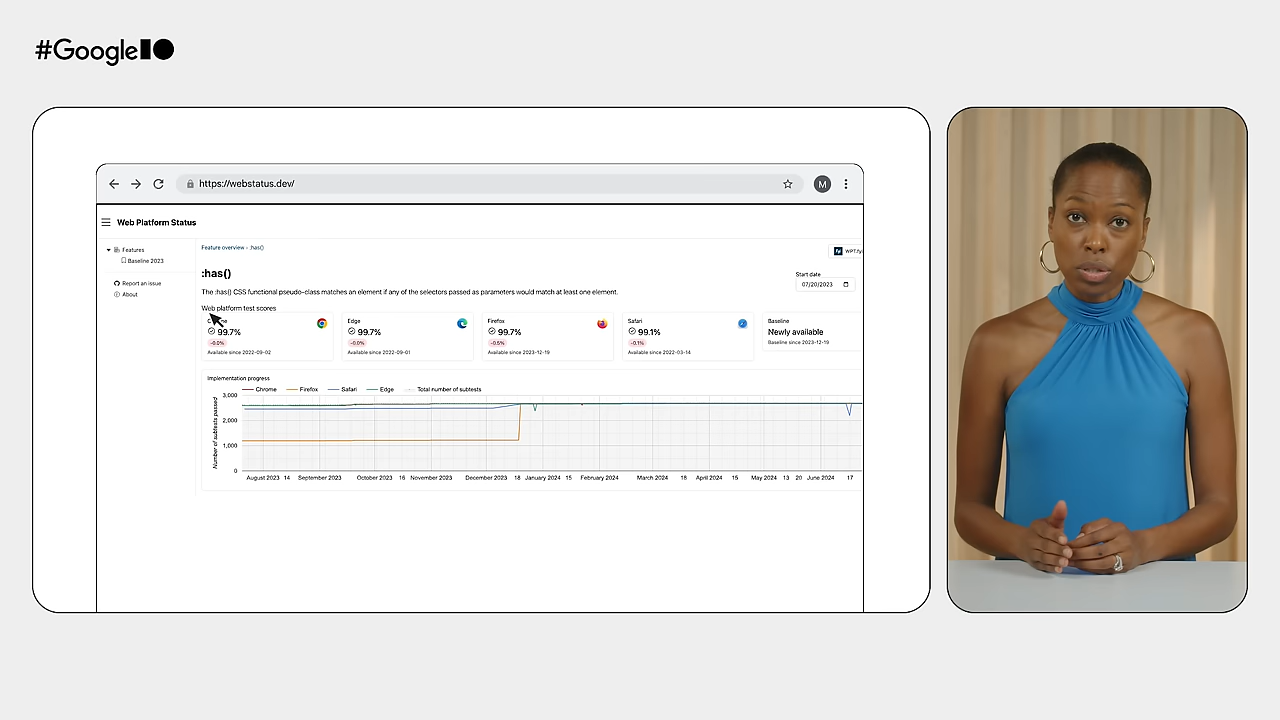 #Google IO
https://webstatus.dev/
M
Web Platform Status
Features
Baseline 2023
Report an issue
About
Feature overview › :has()
:has()
The :has() CSS functional pseudo-class matches an element if any of the selectors passed as parameters would match at least one element.
Start date
07/20/2023
Web platform test scores
99.7%
-0.0%
Available since 2022-09-02
Edge
99.7%
-0.0%
Available since 2022-09-01
Firefox
99.7%
-0.5%
Available since 2023-12-19
Safari
99.1%
-0.1%
Available since 2022-03-14
Baseline
Newly available
Baseline since 2023-12-19
Implementation progress
Chrome Firefox Safari Edge Total number of subtests
Number of subtests passed
3,000
2,000
1,000
0
August 2023 14 September 2023 October 2023 16 November 2023 December 2023 18 January 2024 15 February 2024 March 2024 18 April 2024 15 May 2024 13 20 June 2024 17